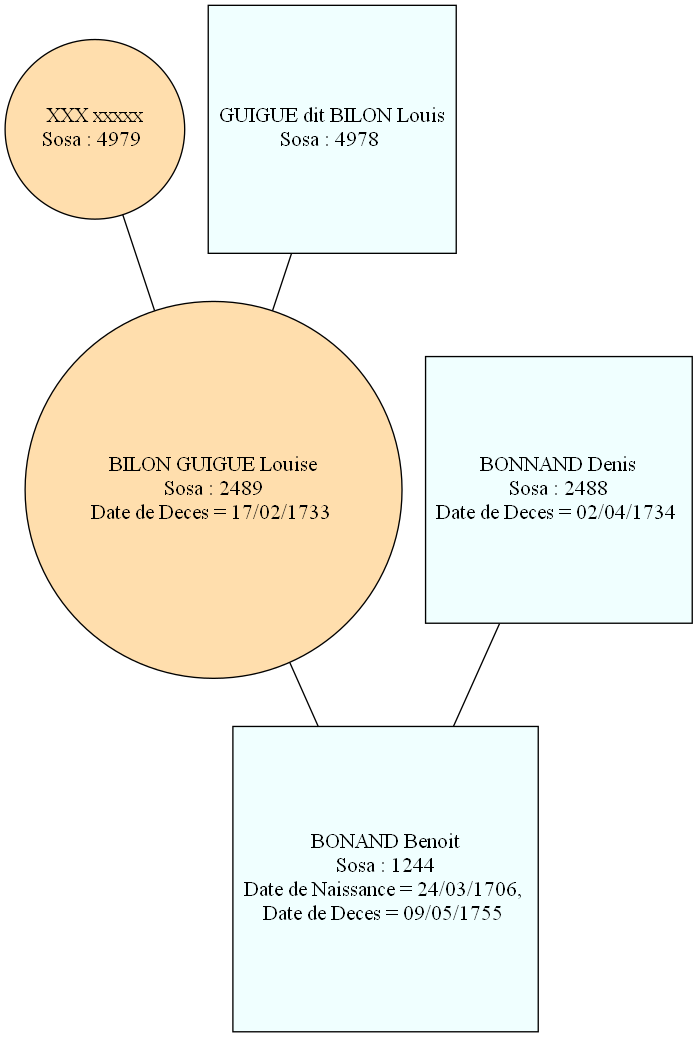 XXX xxxxx
Sosa : 4979
GUIGUE dit BILON Louis
Sosa : 4978
BILON GUIGUE Louise
Sosa : 2489
Date de Deces = 17/02/1733
BONNAND Denis
Sosa : 2488
Date de Deces = 02/04/1734
BONAND Benoit
Sosa : 1244
Date de Naissance = 24/03/1706,
Date de Deces = 09/05/1755